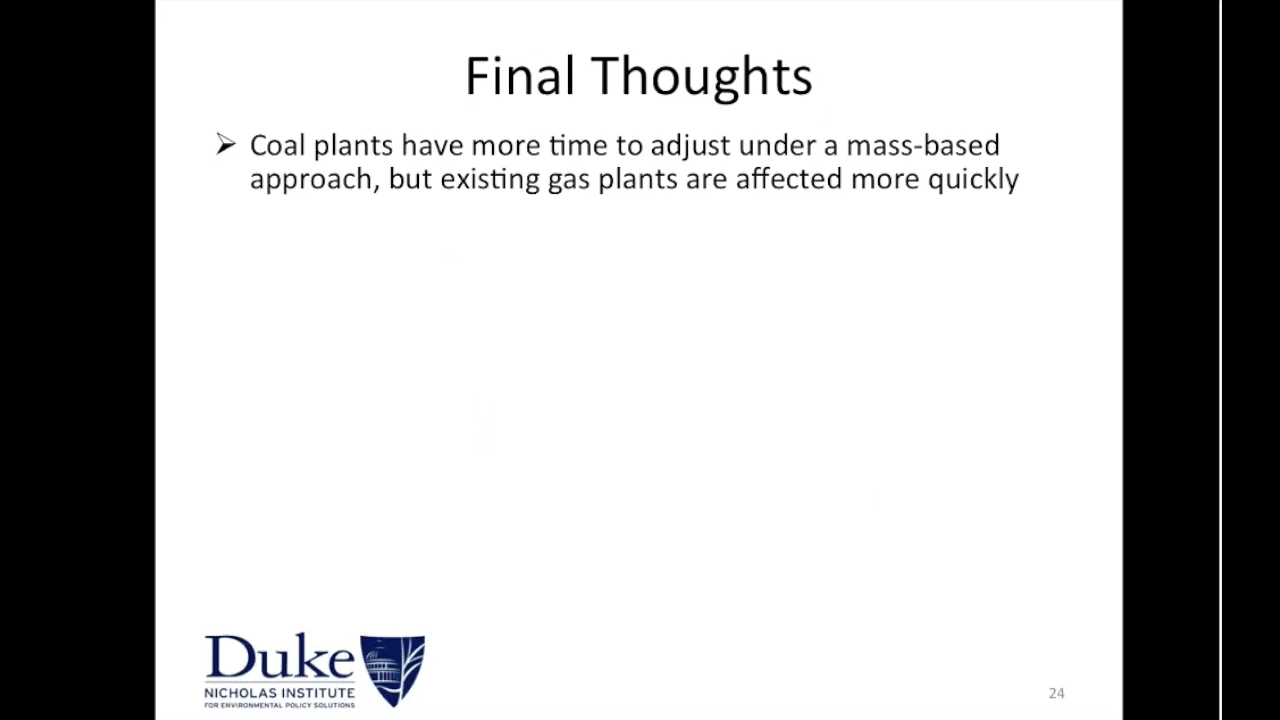 Final Thoughts
➢ Coal plants have more time to adjust under a mass-based
approach, but existing gas plants are affected more quickly
Duke
NICHOLAS INSTITUTE
FOR ENVIRONMENTAL POLICY SOLUTIONS
24